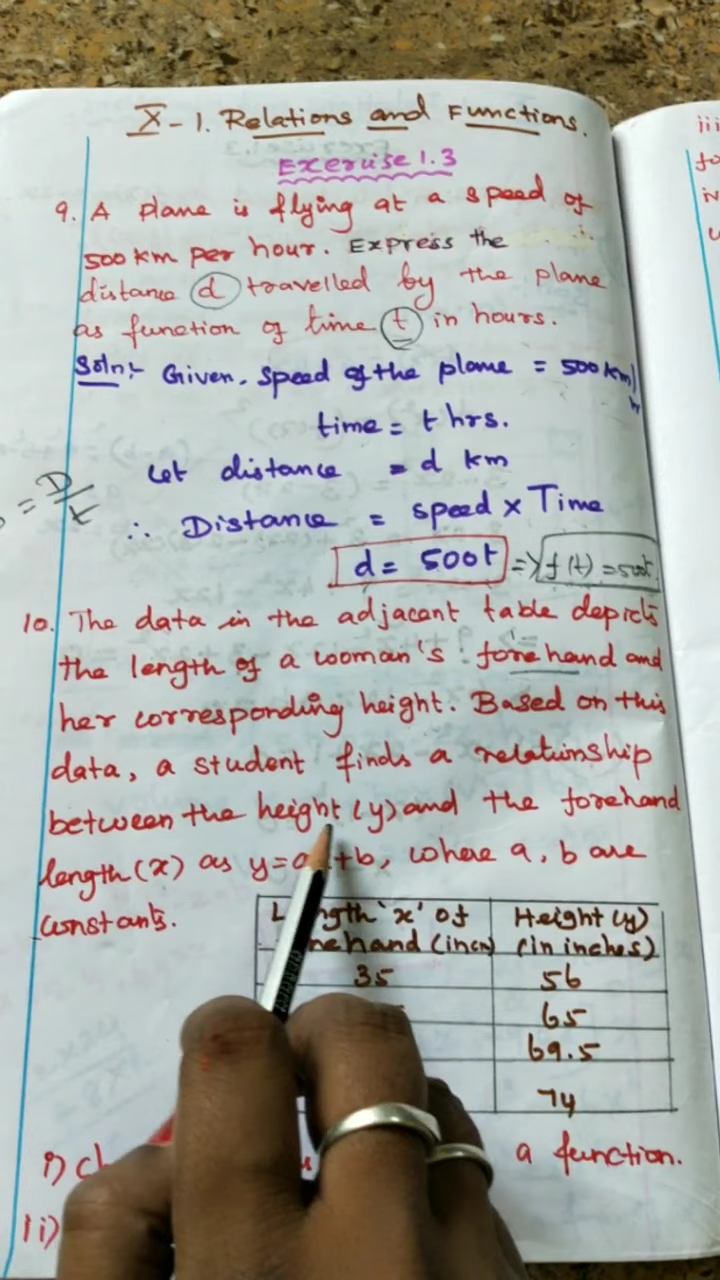 X-1. Relations and Functions.
Exercise 1.3
9. A plane is flying at a speed of
500 km per hour. Express the
distance d travelled by the plane
as function of time t in hours.
Soln:- Given, speed of the plane = 500 km/
hr
time = t hrs.
Let distance = d km
= D/t
∴ Distance = speed × Time
d = 500t => f(t) = 500t
10. The data in the adjacent table depicts
the length of a woman's forehand and
her corresponding height. Based on this
data, a student finds a relationship
between the height (y) and the forehand
length (x) as y=a +b, where a, b are
constants.
'x' of Height (y)
hand (in cm) (in inches)
35 56
65
69.5
74
i) a function.
ii)